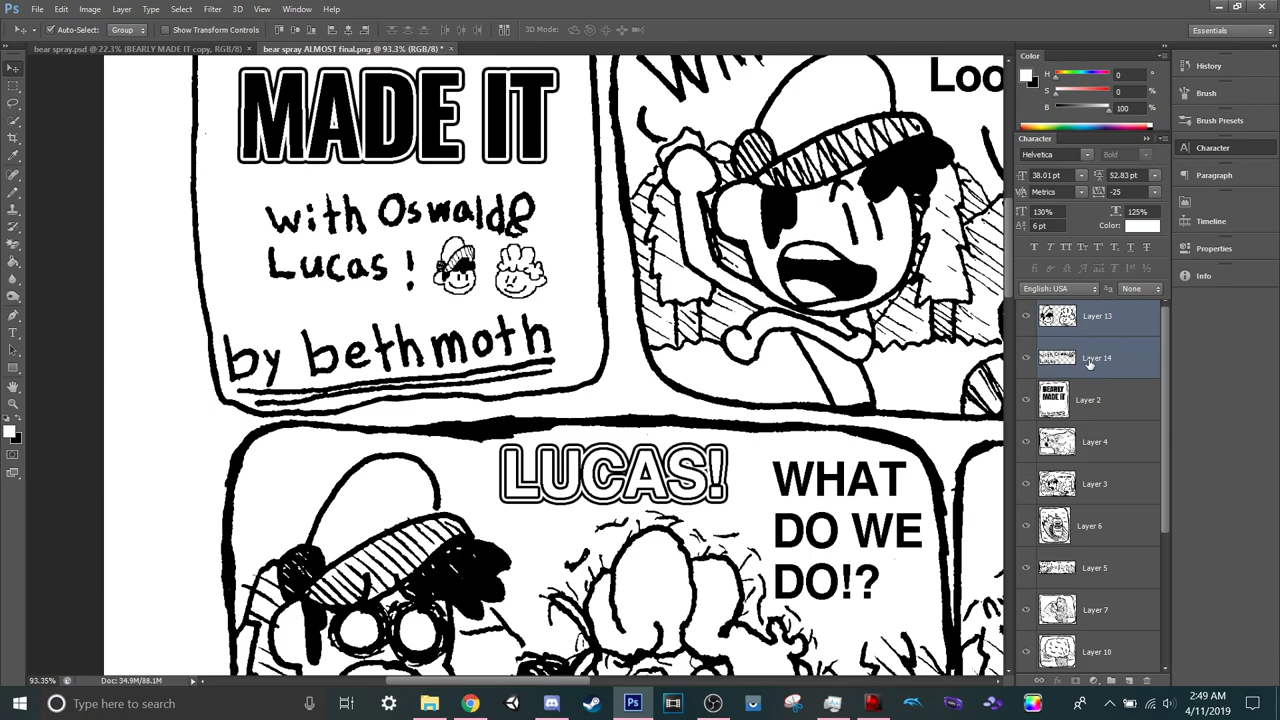 Ps File Edit Image Layer Type Select Filter 3D View Window Help
Auto-Select: Group Show Transform Controls 3D Mode: Essentials
bear spray.psd @ 22.3% (BEARLY MADE IT copy, RGB/8) × bear spray ALMOST final.png @ 93.3% (RGB/8) * ×
MADE IT
with Oswald &
Lucas!
by bethmoth
Loo
LUCAS!
WHAT
DO WE
DO!?
Color
H 0 °
S 0 %
B 100 %
Character
Helvetica Bold
38.01 pt 52.83 pt
Metrics -25
130% 125%
6 pt Color:
English: USA None
Layer 13
Layer 14
Layer 2
Layer 4
Layer 3
Layer 6
Layer 5
Layer 7
Layer 10
History
Brush
Brush Presets
Character
Paragraph
Styles
Timeline
Properties
Info
93.35% Doc: 34.9M/88.1M
Type here to search
2:49 AM
4/11/2019